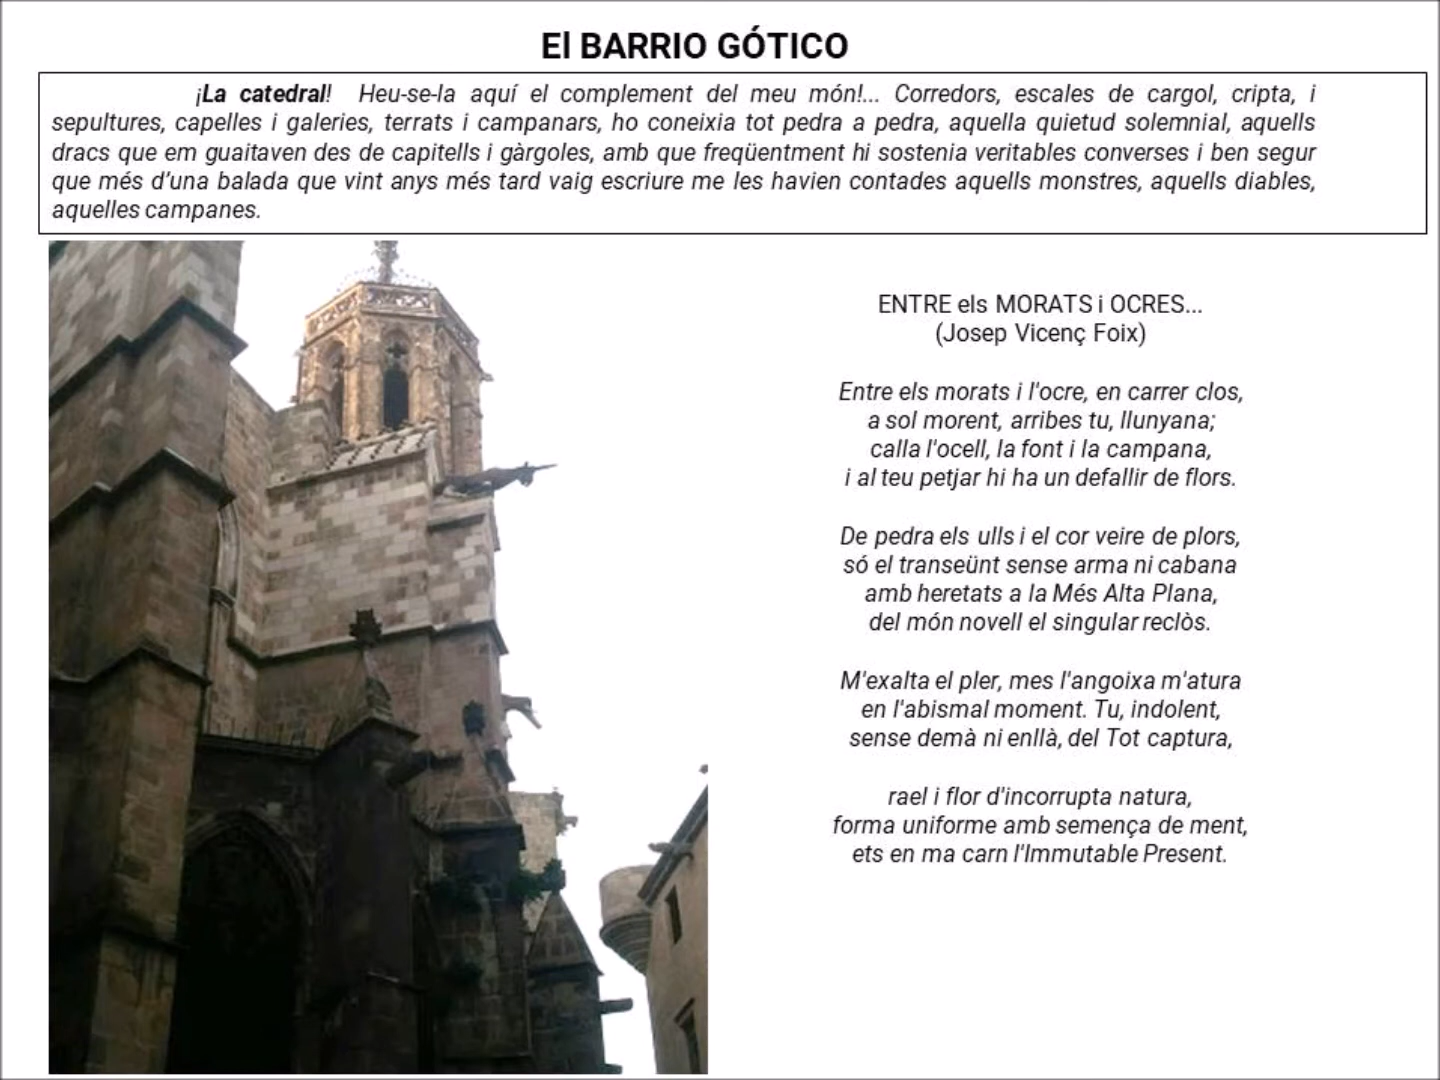 El BARRIO GÓTICO
¡La catedral! Heu-se-la aquí el complement del meu món!... Corredors, escales de cargol, cripta, i
sepultures, capelles i galeries, terrats i campanars, ho coneixia tot pedra a pedra, aquella quietud solemnial, aquells
dracs que em guaitaven des de capitells i gàrgoles, amb que freqüentment hi sostenia veritables converses i ben segur
que més d'una balada que vint anys més tard vaig escriure me les havien contades aquells monstres, aquells diables,
aquelles campanes.
ENTRE els MORATS i OCRES...
(Josep Vicenç Foix)
Entre els morats i l'ocre, en carrer clos,
a sol morent, arribes tu, llunyana;
calla l'ocell, la font i la campana,
i al teu petjar hi ha un defallir de flors.
De pedra els ulls i el cor veire de plors,
só el transeünt sense arma ni cabana
amb heretats a la Més Alta Plana,
del món novell el singular reclòs.
M'exalta el pler, mes l'angoixa m'atura
en l'abismal moment. Tu, indolent,
sense demà ni enllà, del Tot captura,
rael i flor d'incorrupta natura,
forma uniforme amb semença de ment,
ets en ma carn l'Immutable Present.